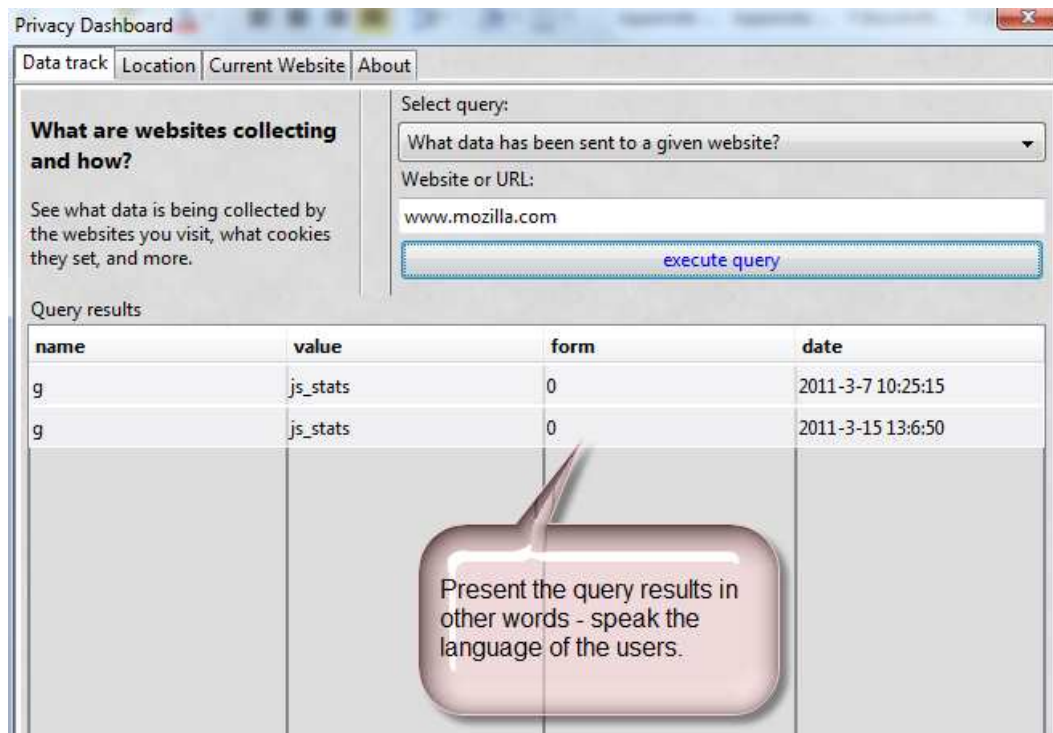 Privacy Dashboard
Data track Location Current Website About
What are websites collecting
and how?
See what data is being collected by
the websites you visit, what cookies
they set, and more.
Select query:
What data has been sent to a given website?
Website or URL:
www.mozilla.com
execute query
Query results
name value form date
g js_stats 0 2011-3-7 10:25:15
g js_stats 0 2011-3-15 13:6:50
Present the query results in
other words - speak the
language of the users.